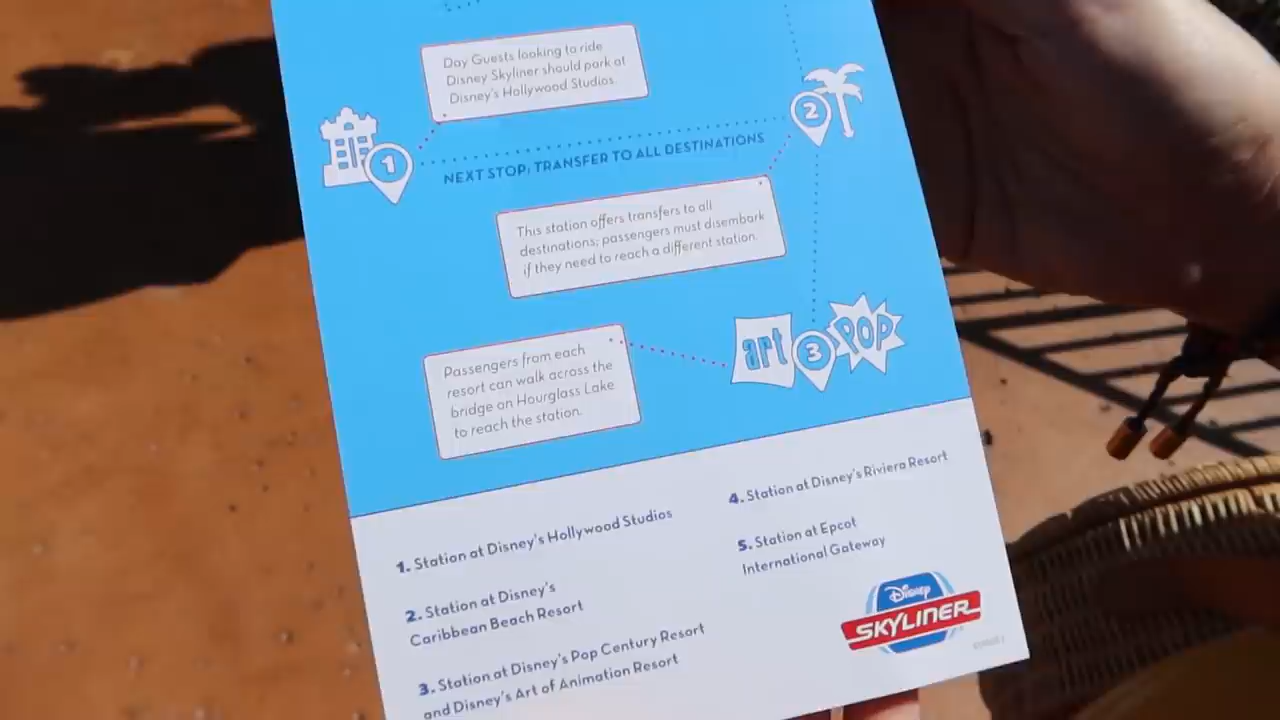 Day Guests looking to ride
Disney Skyliner should park at
Disney's Hollywood Studios.
1
2
NEXT STOP: TRANSFER TO ALL DESTINATIONS
This station offers transfers to all
destinations; passengers must disembark
if they need to reach a different station.
art
3
POP
Passengers from each
resort can walk across the
bridge on Hourglass Lake
to reach the station.
1. Station at Disney's Hollywood Studios
2. Station at Disney's
Caribbean Beach Resort
3. Station at Disney's Pop Century Resort
and Disney's Art of Animation Resort
4. Station at Disney's Riviera Resort
5. Station at Epcot
International Gateway
Disney
SKYLINER